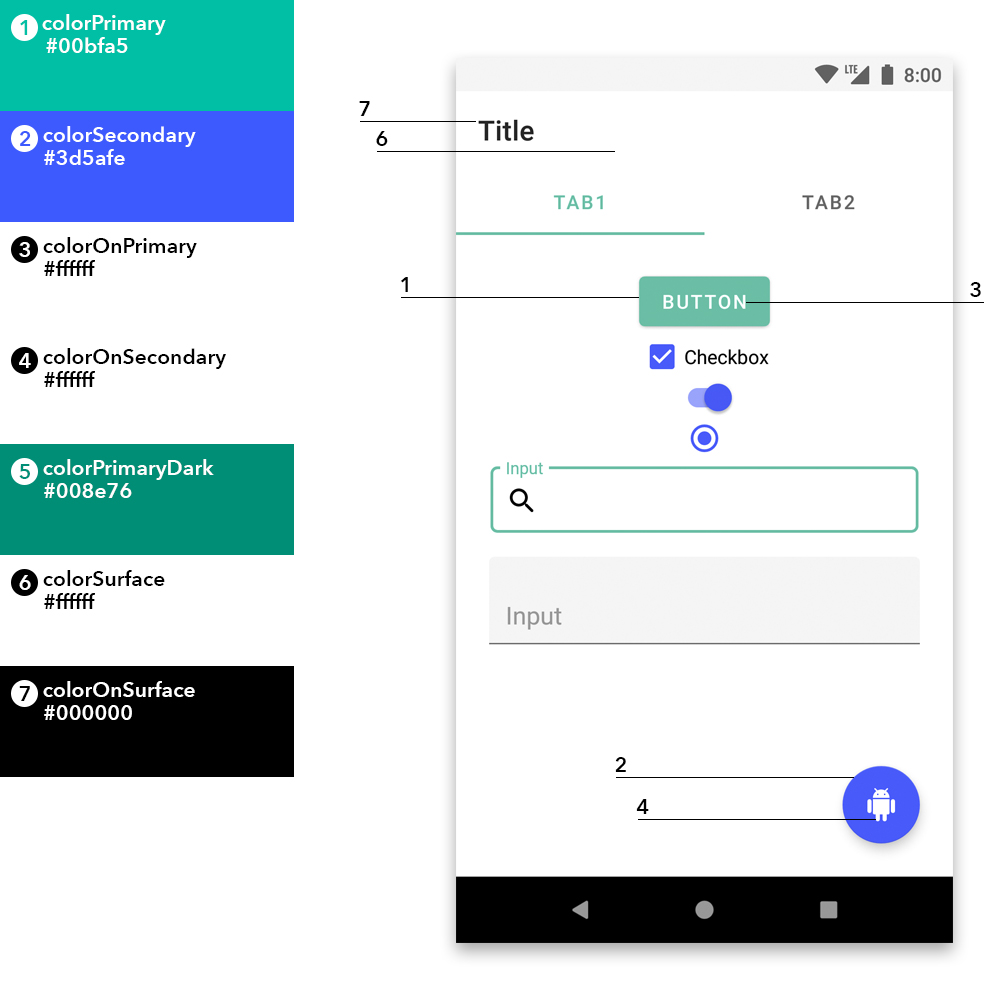 1 colorPrimary
#00bfa5
2 colorSecondary
#3d5afe
3 colorOnPrimary
#ffffff
4 colorOnSecondary
#ffffff
5 colorPrimaryDark
#008e76
6 colorSurface
#ffffff
7 colorOnSurface
#000000
LTE 8:00
7
Title
6
TAB1 TAB2
1
BUTTON
3
Checkbox
Input
Input
2
4